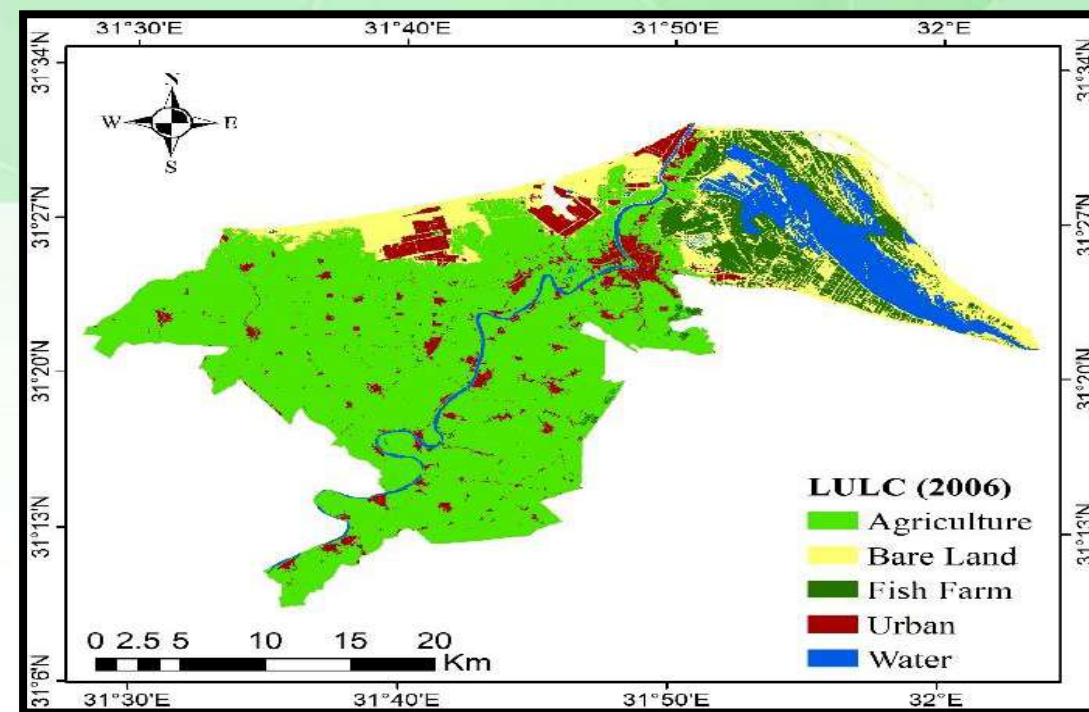 31°30'E 31°40'E 31°50'E 32°E
31°34'N 31°34'N
N
W E
S
31°27'N 31°27'N
31°20'N 31°20'N
LULC (2006)
31°13'N 31°13'N
Agriculture
Bare Land
Fish Farm
Urban
Water
0 2.5 5 10 15 20
Km
31°6'N 31°6'N
31°30'E 31°40'E 31°50'E 32°E